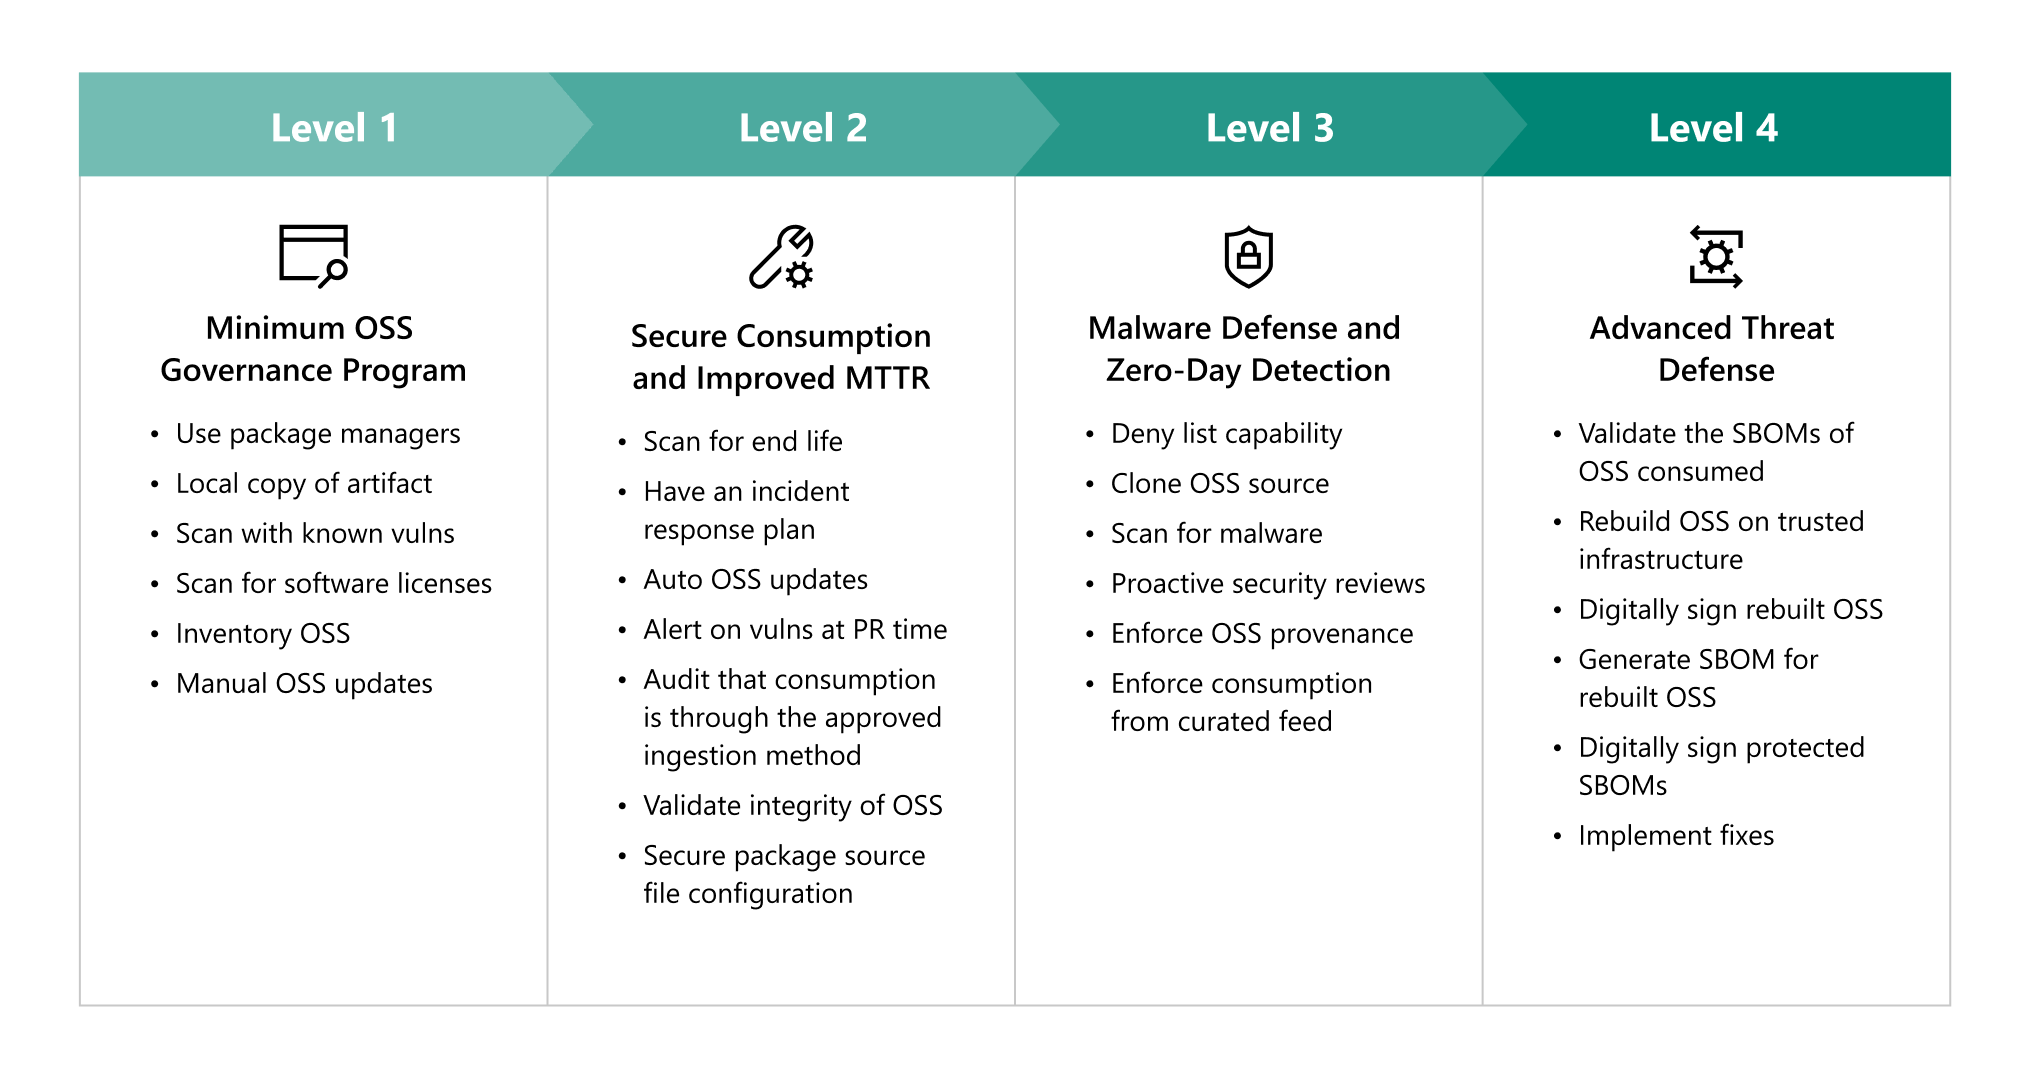 Level 1
Level 2
Level 3
Level 4
Minimum OSS
Governance Program
• Use package managers
• Local copy of artifact
• Scan with known vulns
• Scan for software licenses
• Inventory OSS
• Manual OSS updates
Secure Consumption
and Improved MTTR
• Scan for end life
• Have an incident
response plan
• Auto OSS updates
• Alert on vulns at PR time
• Audit that consumption
is through the approved
ingestion method
• Validate integrity of OSS
• Secure package source
file configuration
Malware Defense and
Zero-Day Detection
• Deny list capability
• Clone OSS source
• Scan for malware
• Proactive security reviews
• Enforce OSS provenance
• Enforce consumption
from curated feed
Advanced Threat
Defense
• Validate the SBOMs of
OSS consumed
• Rebuild OSS on trusted
infrastructure
• Digitally sign rebuilt OSS
• Generate SBOM for
rebuilt OSS
• Digitally sign protected
SBOMs
• Implement fixes